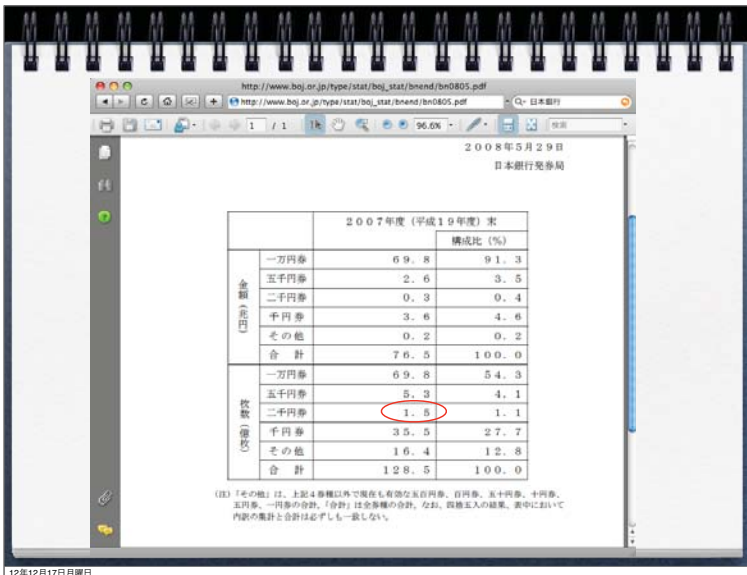 http://www.boj.or.jp/type/stat/boj_stat/bnend/bn0805.pdf
http://www.boj.or.jp/type/stat/boj_stat/bnend/bn0805.pdf
日本銀行
1 / 1
96.6%
検索
2008年5月29日
日本銀行発券局
2007年度（平成19年度）末
構成比（%）
金額（兆円）
一万円券 69.8 91.3
五千円券 2.6 3.5
二千円券 0.3 0.4
千円券 3.6 4.6
その他 0.2 0.2
合計 76.5 100.0
枚数（億枚）
一万円券 69.8 54.3
五千円券 5.3 4.1
二千円券 1.5 1.1
千円券 35.5 27.7
その他 16.4 12.8
合計 128.5 100.0
（注）「その他」は、上記4券種以外で現在も有効な五百円券、百円券、五十円券、十円券、
五円券、一円券の合計。「合計」は全券種の合計。なお、四捨五入の結果、表中において
内訳の集計と合計は必ずしも一致しない。
12年12月17日月曜日